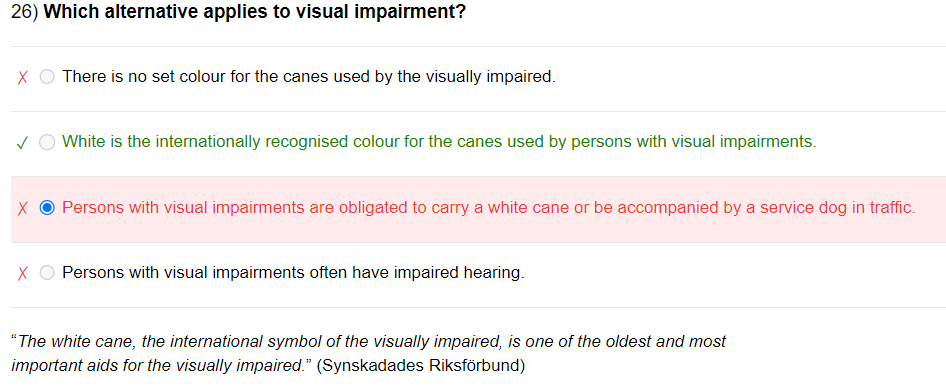 26) Which alternative applies to visual impairment?
✗ There is no set colour for the canes used by the visually impaired.
✓ White is the internationally recognised colour for the canes used by persons with visual impairments.
✗ Persons with visual impairments are obligated to carry a white cane or be accompanied by a service dog in traffic.
✗ Persons with visual impairments often have impaired hearing.
“The white cane, the international symbol of the visually impaired, is one of the oldest and most
important aids for the visually impaired.” (Synskadades Riksförbund)